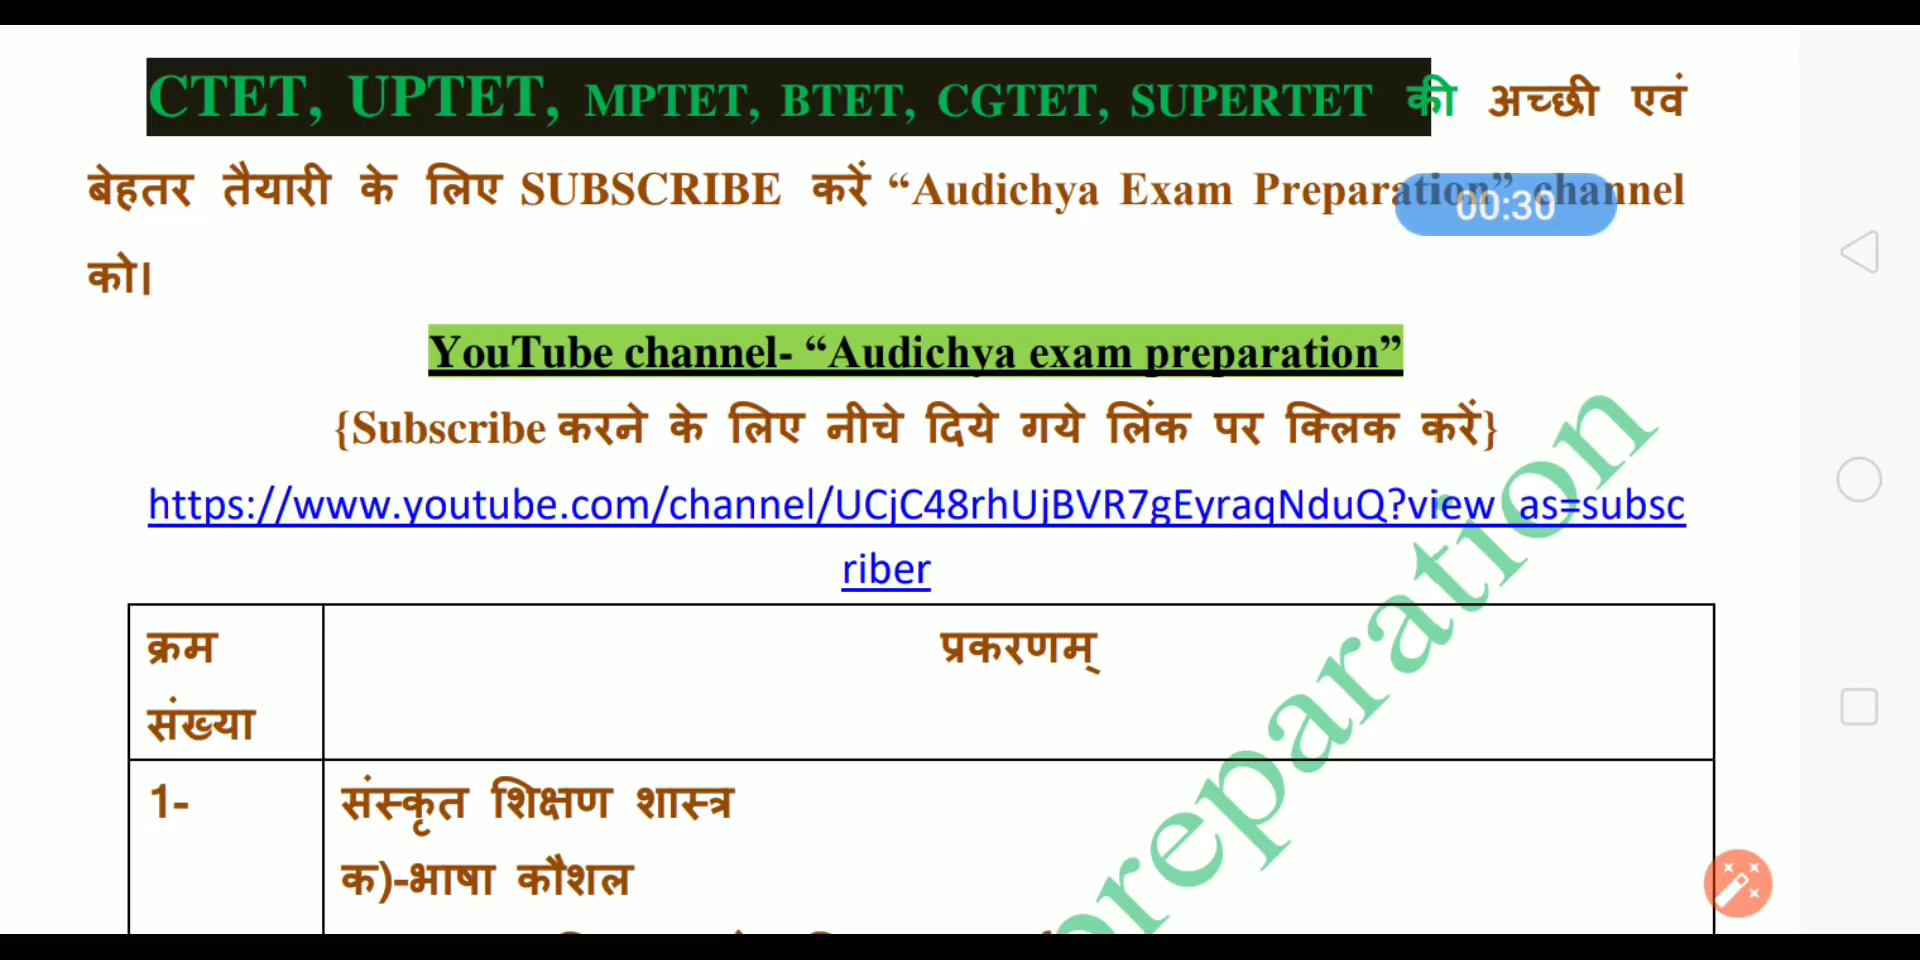 CTET, UPTET, MPTET, BTET, CGTET, SUPERTET की अच्छी एवं
बेहतर तैयारी के लिए SUBSCRIBE करें “Audichya Exam Preparation” channel
00:30
को।
YouTube channel- “Audichya exam preparation”
{Subscribe करने के लिए नीचे दिये गये लिंक पर क्लिक करें}
https://www.youtube.com/channel/UCjC48rhUjBVR7gEyraqNduQ?view_as=subsc
riber
क्रम
संख्या
प्रकरणम्
1-
संस्कृत शिक्षण शास्त्र
क)-भाषा कौशल
preparation